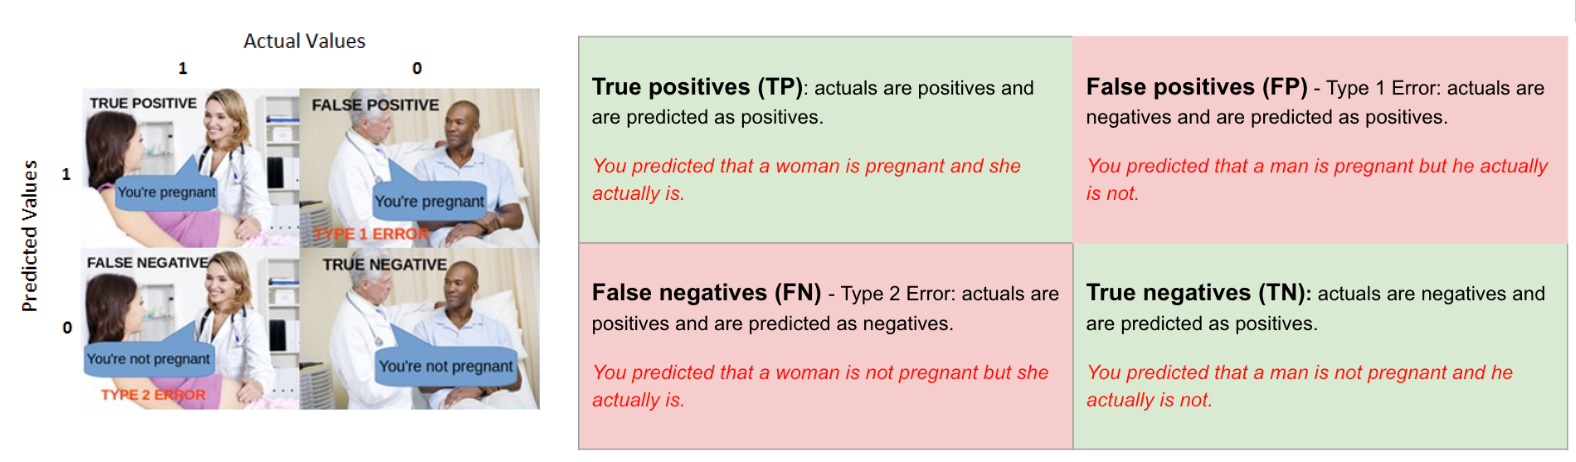 Actual Values
1
0
Predicted Values
1
0
TRUE POSITIVE
You're pregnant
FALSE POSITIVE
You're pregnant
TYPE 1 ERROR
FALSE NEGATIVE
You're not pregnant
TYPE 2 ERROR
TRUE NEGATIVE
You're not pregnant
True positives (TP): actuals are positives and
are predicted as positives.
You predicted that a woman is pregnant and she
actually is.
False positives (FP) - Type 1 Error: actuals are
negatives and are predicted as positives.
You predicted that a man is pregnant but he actually
is not.
False negatives (FN) - Type 2 Error: actuals are
positives and are predicted as negatives.
You predicted that a woman is not pregnant but she
actually is.
True negatives (TN): actuals are negatives and
are predicted as positives.
You predicted that a man is not pregnant and he
actually is not.